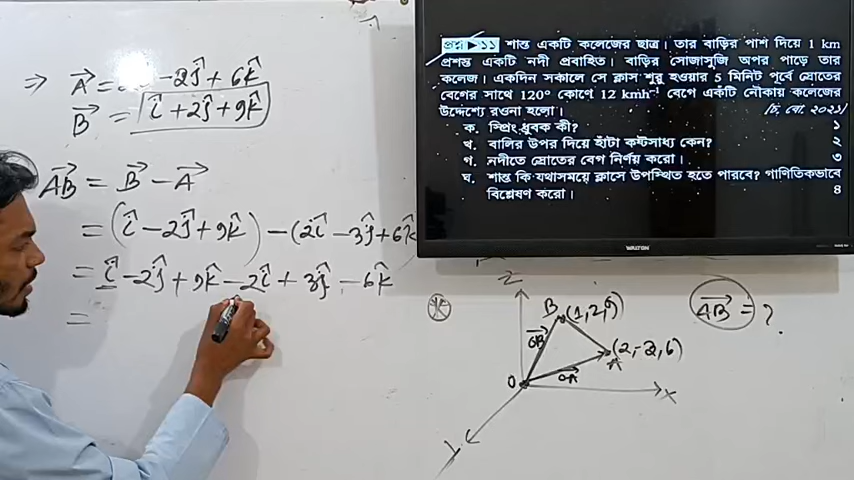 ⇒ A⃗ = -2ĵ + 6k̂
B⃗ = î + 2ĵ + 9k̂
AB⃗ = B⃗ - A⃗
= (î - 2ĵ + 9k̂) - (2î - 3ĵ + 6k̂
= î - 2ĵ + 9k̂ - 2î + 3ĵ - 6k̂
=
প্রশ্ন ▶ ১১ শান্ত একটি কলেজের ছাত্র। তার বাড়ির পাশ দিয়ে 1 km
প্রশস্ত একটি নদী প্রবাহিত। বাড়ির সোজাসুজি অপর পাড়ে তার
কলেজ। একদিন সকালে সে ক্লাস শুরু হওয়ার 5 মিনিট পূর্বে স্রোতের
বেগের সাথে 120° কোণে 12 kmh⁻¹ বেগে একটি নৌকায় কলেজের
উদ্দেশ্যে রওনা হলো। [চ. বো. ২০২১]
ক. স্প্রিং ধ্রুবক কী? ১
খ. বালির উপর দিয়ে হাঁটা কষ্টসাধ্য কেন? ২
গ. নদীতে স্রোতের বেগ নির্ণয় করো। ৩
ঘ. শান্ত কি যথাসময়ে ক্লাসে উপস্থিত হতে পারবে? গাণিতিকভাবে
বিশ্লেষণ করো। ৪
WALTON
Z
B (1,2,9)
AB⃗ = ?
OB⃗
(2,-2,6)
A
O
OA⃗
X
Y